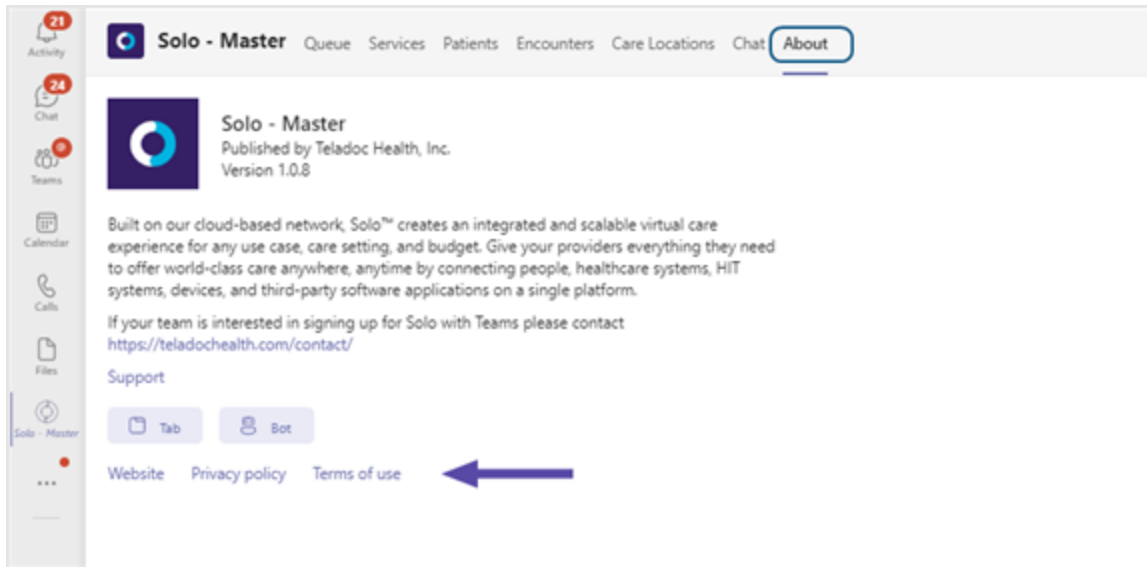 21
Activity
24
Chat
@
Teams
Calendar
Calls
Files
Solo - Master
Solo - Master Queue Services Patients Encounters Care Locations Chat About
Solo - Master
Published by Teladoc Health, Inc.
Version 1.0.8
Built on our cloud-based network, Solo™ creates an integrated and scalable virtual care
experience for any use case, care setting, and budget. Give your providers everything they need
to offer world-class care anywhere, anytime by connecting people, healthcare systems, HIT
systems, devices, and third-party software applications on a single platform.
If your team is interested in signing up for Solo with Teams please contact
https://teladochealth.com/contact/
Support
Tab Bot
Website Privacy policy Terms of use